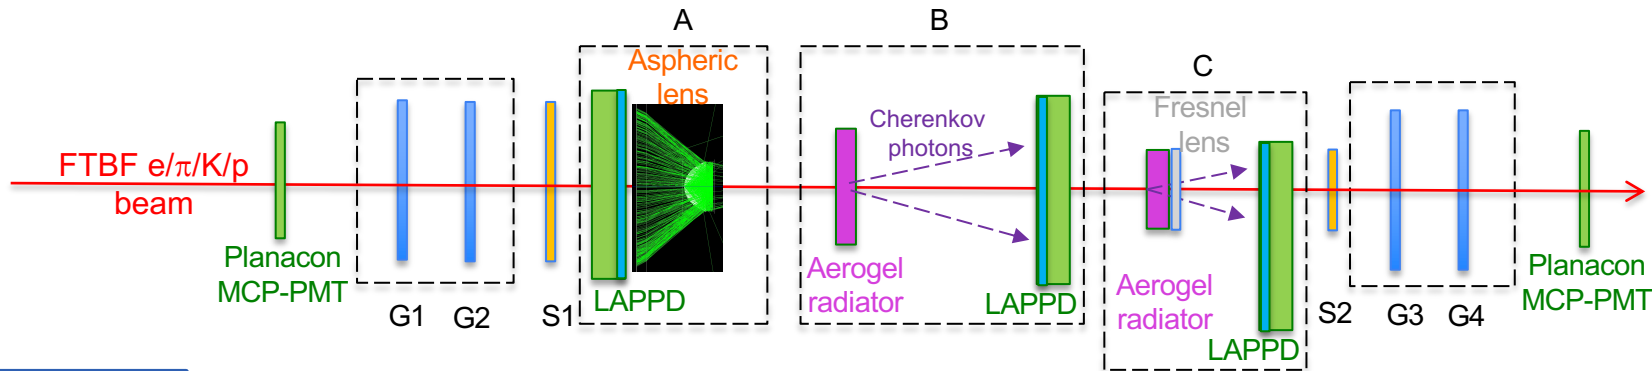 A
B
C
Aspheric
lens
Fresnel
lens
Cherenkov
photons
FTBF e/π/K/p
beam
Planacon
MCP-PMT
G1
G2
S1
LAPPD
Aerogel
radiator
LAPPD
Aerogel
radiator
LAPPD
S2
G3
G4
Planacon
MCP-PMT